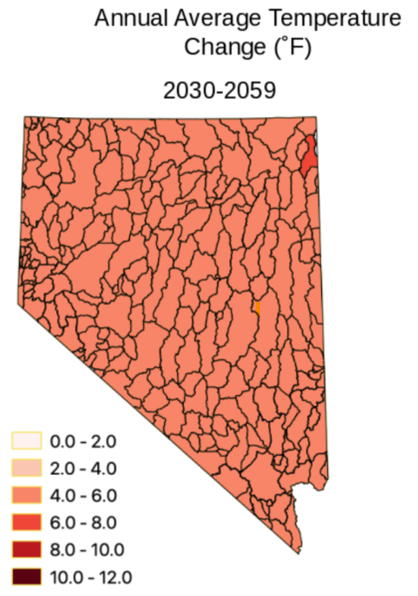 Annual Average Temperature
Change (˚F)
2030-2059
0.0 - 2.0
2.0 - 4.0
4.0 - 6.0
6.0 - 8.0
8.0 - 10.0
10.0 - 12.0